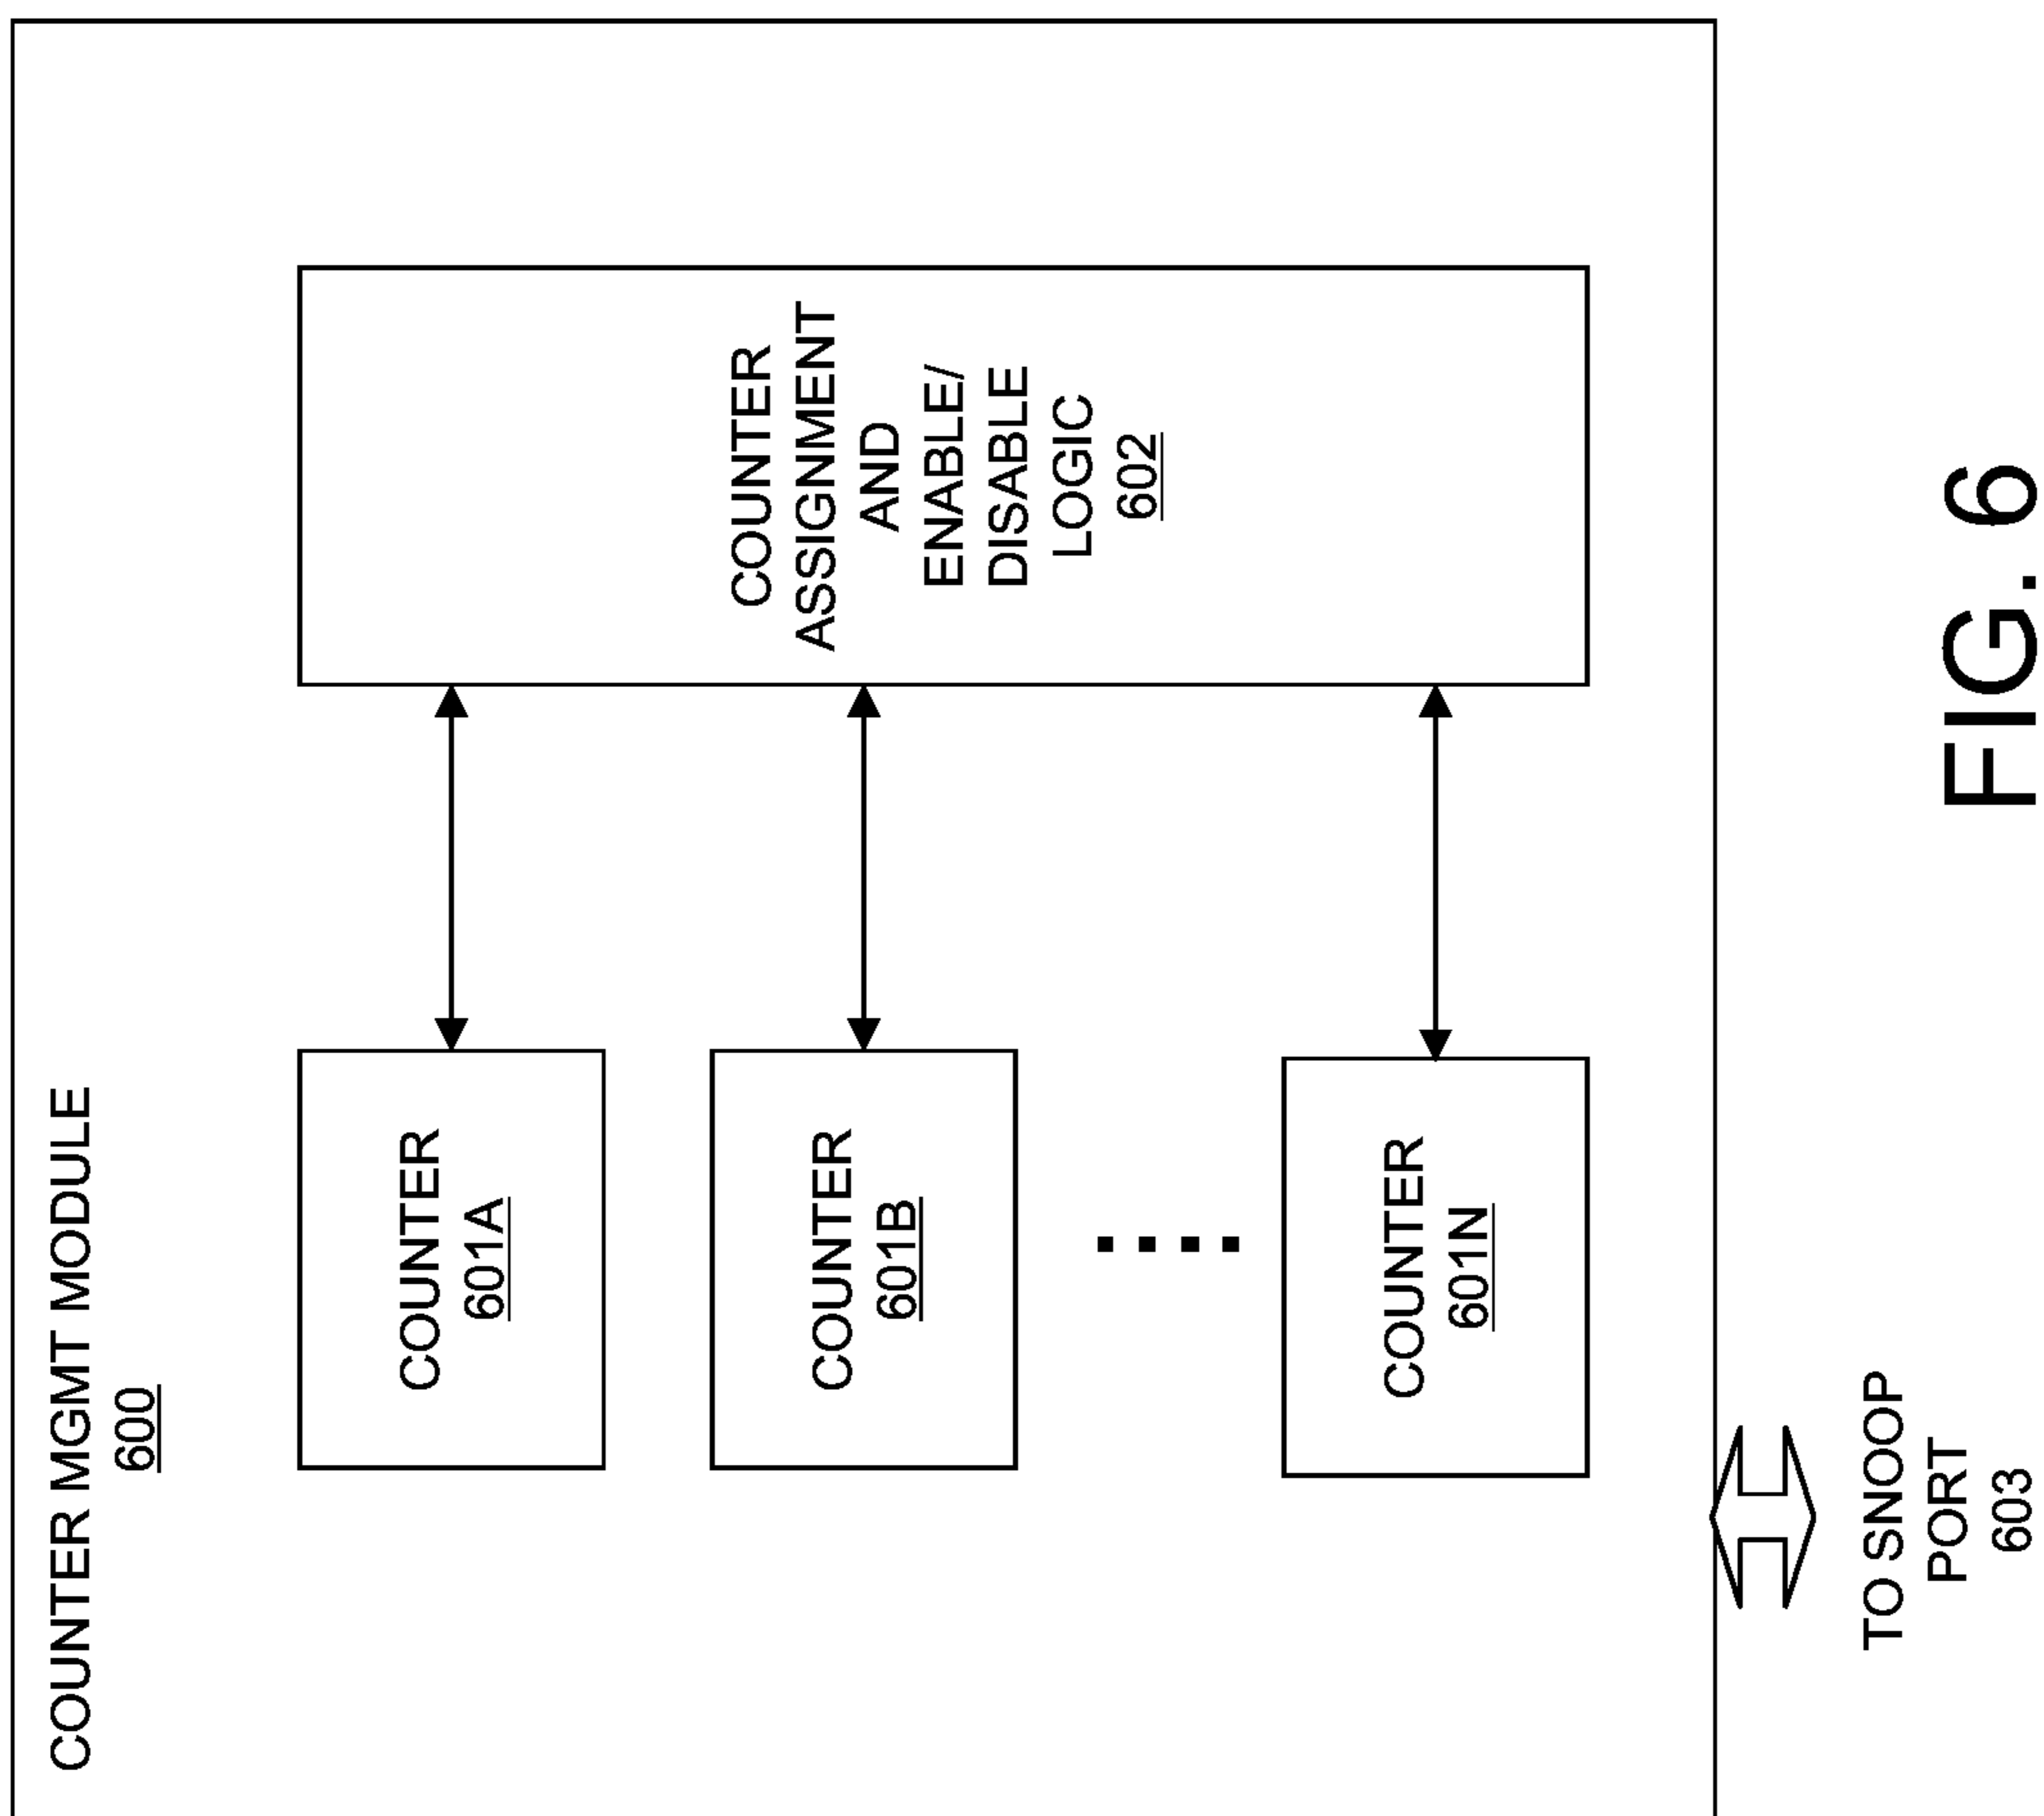 COUNTER MGMT MODULE
600
COUNTER
601A
COUNTER
601B
COUNTER
601N
COUNTER
ASSIGNMENT
AND
ENABLE/
DISABLE
LOGIC
602
TO SNOOP
PORT
603
FIG. 6